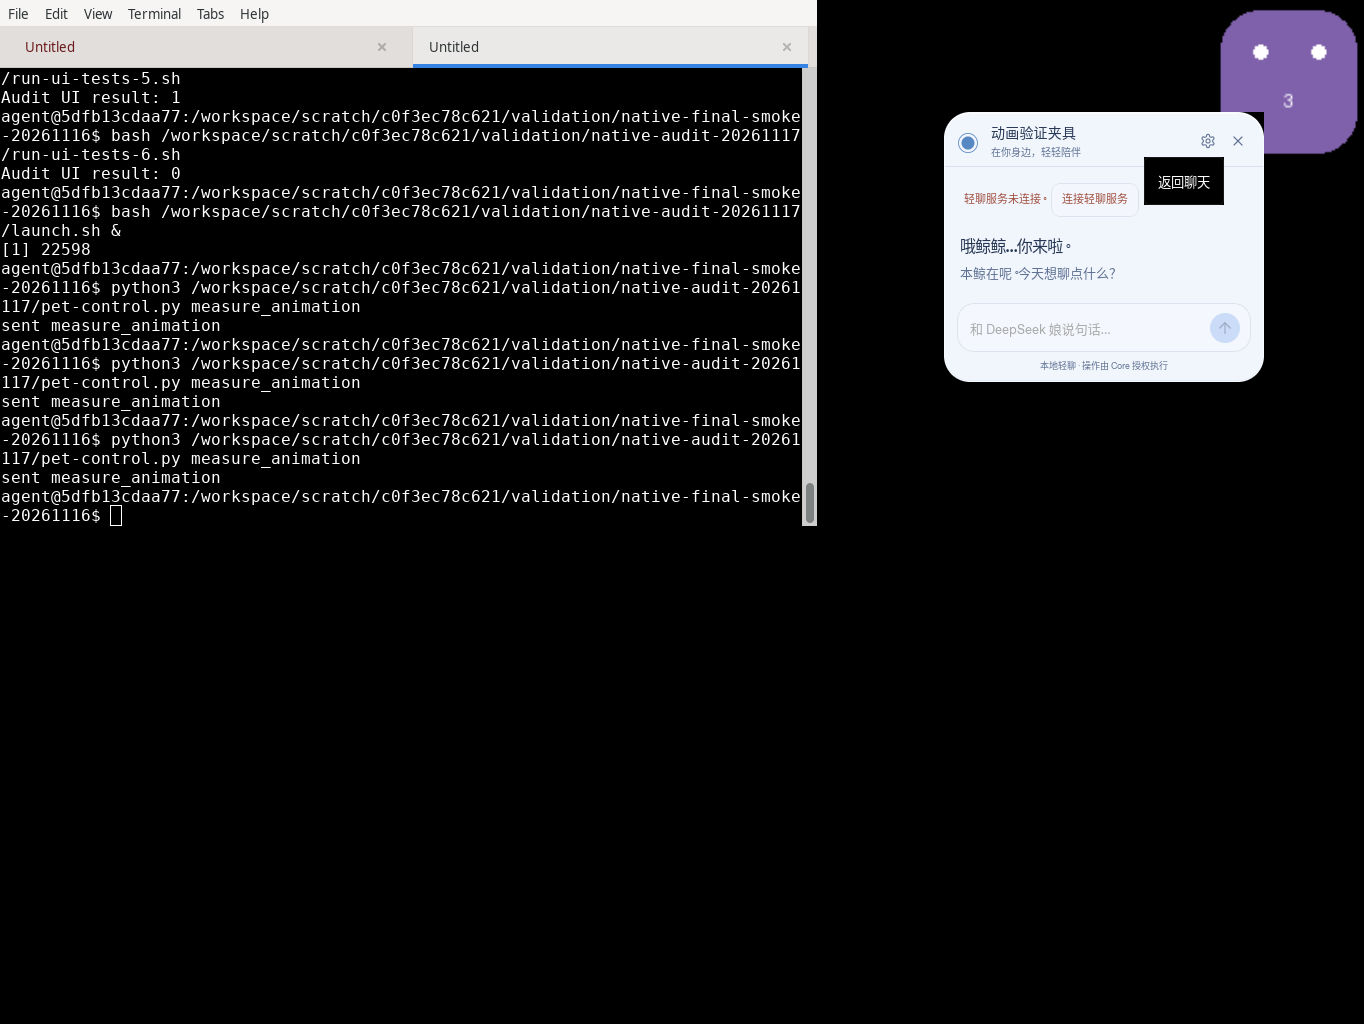 File Edit View Terminal Tabs Help
Untitled
Untitled
/run-ui-tests-5.sh
Audit UI result: 1
agent@5dfb13cdaa77:/workspace/scratch/c0f3ec78c621/validation/native-final-smoke
-20261116$ bash /workspace/scratch/c0f3ec78c621/validation/native-audit-20261117
/run-ui-tests-6.sh
Audit UI result: 0
agent@5dfb13cdaa77:/workspace/scratch/c0f3ec78c621/validation/native-final-smoke
-20261116$ bash /workspace/scratch/c0f3ec78c621/validation/native-audit-20261117
/launch.sh &
[1] 22598
agent@5dfb13cdaa77:/workspace/scratch/c0f3ec78c621/validation/native-final-smoke
-20261116$ python3 /workspace/scratch/c0f3ec78c621/validation/native-audit-20261
117/pet-control.py measure_animation
sent measure_animation
agent@5dfb13cdaa77:/workspace/scratch/c0f3ec78c621/validation/native-final-smoke
-20261116$ python3 /workspace/scratch/c0f3ec78c621/validation/native-audit-20261
117/pet-control.py measure_animation
sent measure_animation
agent@5dfb13cdaa77:/workspace/scratch/c0f3ec78c621/validation/native-final-smoke
-20261116$ python3 /workspace/scratch/c0f3ec78c621/validation/native-audit-20261
117/pet-control.py measure_animation
sent measure_animation
agent@5dfb13cdaa77:/workspace/scratch/c0f3ec78c621/validation/native-final-smoke
-20261116$
3
动画验证夹具
在你身边，轻轻陪伴
返回聊天
轻聊服务未连接。
连接轻聊服务
哦鲸鲸…你来啦。
本鲸在呢。今天想聊点什么？
和 DeepSeek 娘说句话…
本地轻聊 · 操作由 Core 授权执行